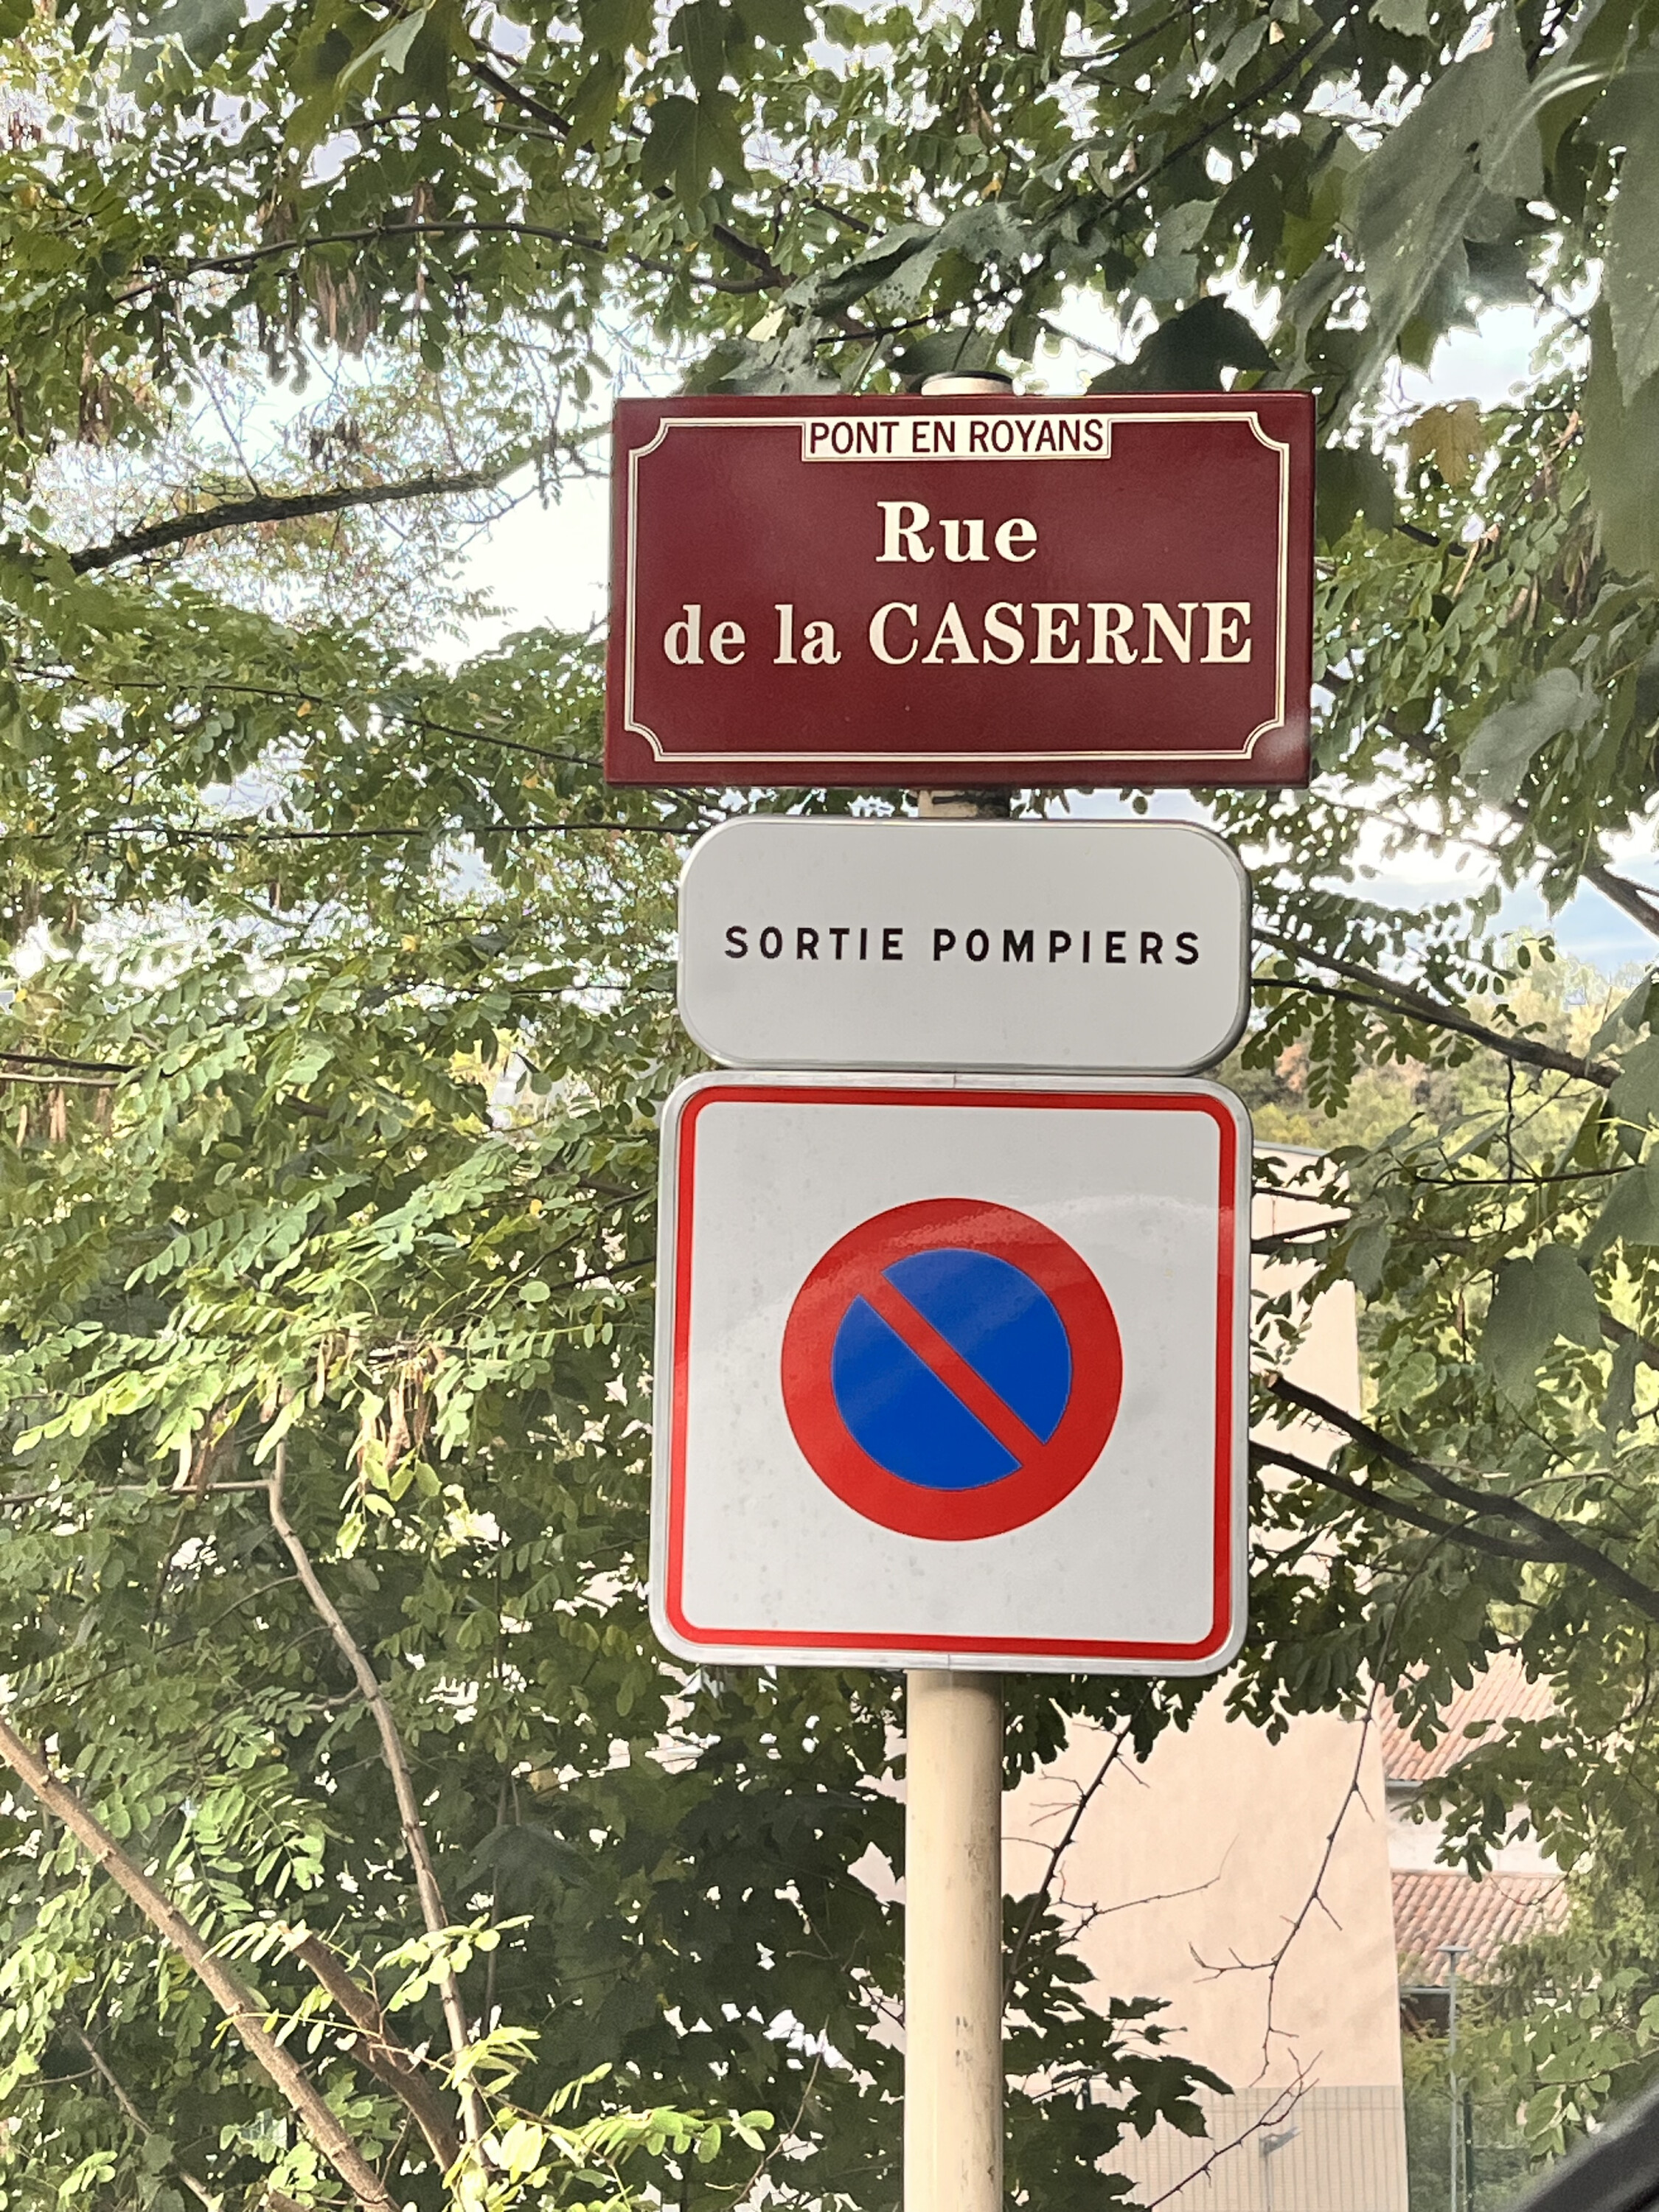 PONT EN ROYANS
Rue
de la CASERNE
SORTIE POMPIERS